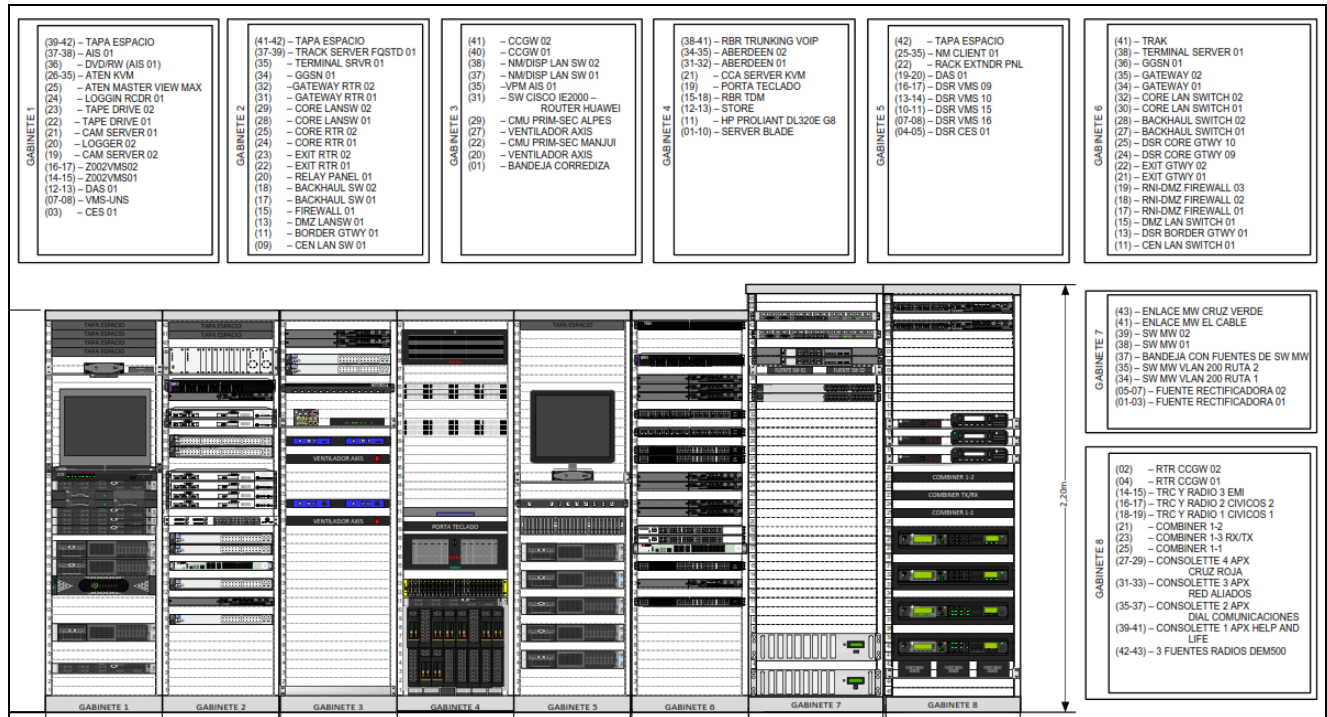 GABINETE 1
(39-42) – TAPA ESPACIO
(37-38) – AIS 01
(36) – DVD/RW (AIS 01)
(26-35) – ATEN KVM
(25) – ATEN MASTER VIEW MAX
(24) – LOGGIN RCDR 01
(23) – TAPE DRIVE 02
(22) – TAPE DRIVE 01
(21) – CAM SERVER 01
(20) – LOGGER 02
(19) – CAM SERVER 02
(16-17) – Z002VMS02
(14-15) – Z002VMS01
(12-13) – DAS 01
(07-08) – VMS-UNS
(03) – CES 01
GABINETE 2
(41-42) – TAPA ESPACIO
(37-39) – TRACK SERVER FQSTD 01
(35) – TERMINAL SRVR 01
(34) – GGSN 01
(32) –GATEWAY RTR 02
(31) – GATEWAY RTR 01
(29) – CORE LANSW 02
(28) – CORE LANSW 01
(25) – CORE RTR 02
(24) – CORE RTR 01
(23) – EXIT RTR 02
(22) – EXIT RTR 01
(20) – RELAY PANEL 01
(18) – BACKHAUL SW 02
(17) – BACKHAUL SW 01
(15) – FIREWALL 01
(13) – DMZ LANSW 01
(11) – BORDER GTWY 01
(09) – CEN LAN SW 01
GABINETE 3
(41) – CCGW 02
(40) – CCGW 01
(38) – NM/DISP LAN SW 02
(37) – NM/DISP LAN SW 01
(35) –VPM AIS 01
(31) – SW CISCO IE2000 –
ROUTER HUAWEI
(29) – CMU PRIM-SEC ALPES
(27) – VENTILADOR AXIS
(22) – CMU PRIM-SEC MANJUI
(20) – VENTILADOR AXIS
(01) – BANDEJA CORREDIZA
GABINETE 4
(38-41) – RBR TRUNKING VOIP
(34-35) – ABERDEEN 02
(31-32) – ABERDEEN 01
(21) – CCA SERVER KVM
(19) – PORTA TECLADO
(15-18) – RBR TDM
(12-13) – STORE
(11) – HP PROLIANT DL320E G8
(01-10) – SERVER BLADE
GABINETE 5
(42) – TAPA ESPACIO
(25-35) – NM CLIENT 01
(22) – RACK EXTNDR PNL
(19-20) – DAS 01
(16-17) – DSR VMS 09
(13-14) – DSR VMS 10
(10-11) – DSR VMS 15
(07-08) – DSR VMS 16
(04-05) – DSR CES 01
GABINETE 6
(41) – TRAK
(38) – TERMINAL SERVER 01
(36) – GGSN 01
(35) – GATEWAY 02
(34) – GATEWAY 01
(32) – CORE LAN SWITCH 02
(30) – CORE LAN SWITCH 01
(28) – BACKHAUL SWITCH 02
(27) – BACKHAUL SWITCH 01
(25) – DSR CORE GTWY 10
(24) – DSR CORE GTWY 09
(22) – EXIT GTWY 02
(21) – EXIT GTWY 01
(19) – RNI-DMZ FIREWALL 03
(18) – RNI-DMZ FIREWALL 02
(17) – RNI-DMZ FIREWALL 01
(15) – DMZ LAN SWITCH 01
(13) – DSR BORDER GTWY 01
(11) – CEN LAN SWITCH 01
GABINETE 7
(43) – ENLACE MW CRUZ VERDE
(41) – ENLACE MW EL CABLE
(39) – SW MW 02
(38) – SW MW 01
(37) – BANDEJA CON FUENTES DE SW MW
(35) – SW MW VLAN 200 RUTA 2
(34) – SW MW VLAN 200 RUTA 1
(05-07) – FUENTE RECTIFICADORA 02
(01-03) – FUENTE RECTIFICADORA 01
GABINETE 8
(02) – RTR CCGW 02
(04) – RTR CCGW 01
(14-15) – TRC Y RADIO 3 EMI
(16-17) – TRC Y RADIO 2 CIVICOS 2
(18-19) – TRC Y RADIO 1 CIVICOS 1
(21) – COMBINER 1-2
(23) – COMBINER 1-3 RX/TX
(25) – COMBINER 1-1
(27-29) – CONSOLETTE 4 APX
CRUZ ROJA
(31-33) – CONSOLETTE 3 APX
RED ALIADOS
(35-37) – CONSOLETTE 2 APX
DIAL COMUNICACIONES
(39-41) – CONSOLETTE 1 APX HELP AND
LIFE
(42-43) – 3 FUENTES RADIOS DEM500
TAPA ESPACIO
TAPA ESPACIO
TAPA ESPACIO
TAPA ESPACIO
TAPA ESPACIO
TAPA ESPACIO
VENTILADOR AXIS
VENTILADOR AXIS
PORTA TECLADO
TAPA ESPACIO
COMBINER 1-2
COMBINER TX/RX
COMBINER 1-1
2,20m
GABINETE 1
GABINETE 2
GABINETE 3
GABINETE 4
GABINETE 5
GABINETE 6
GABINETE 7
GABINETE 8